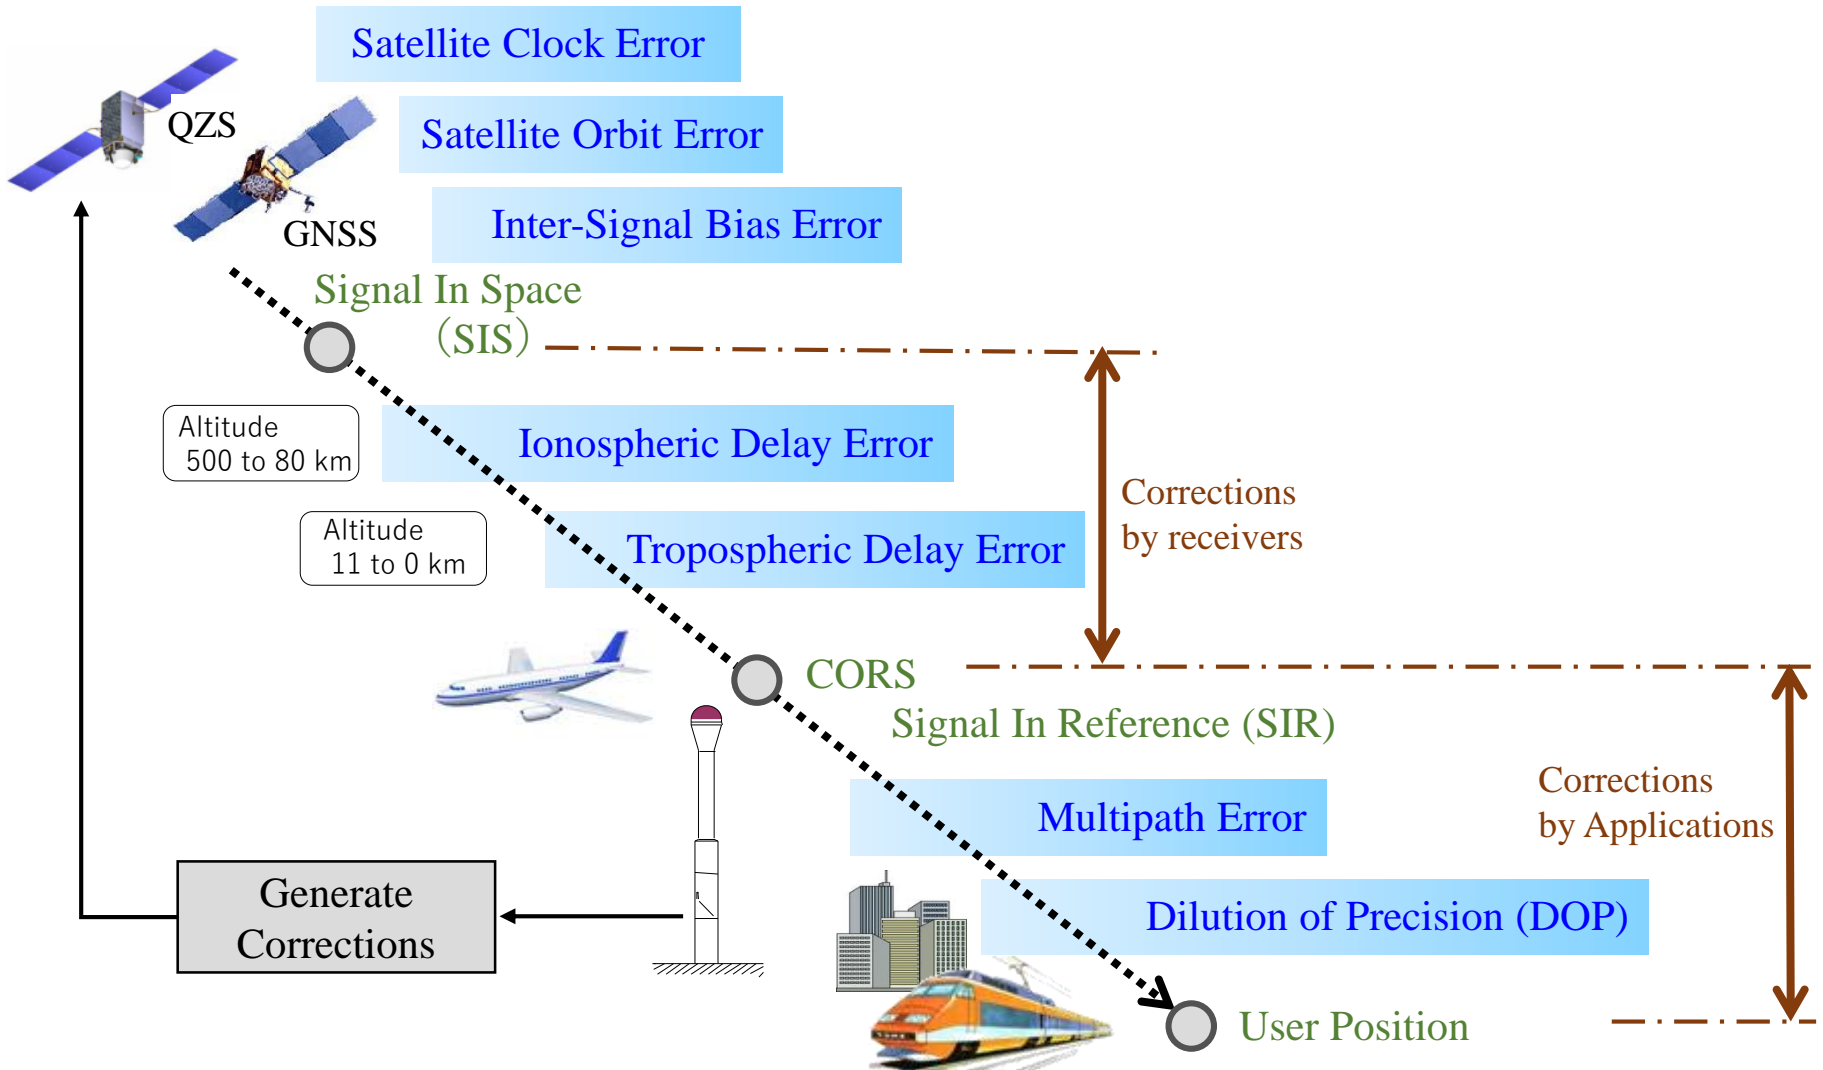 Satellite Clock Error
QZS
Satellite Orbit Error
GNSS
Inter-Signal Bias Error
Signal In Space
（SIS）
Altitude
500 to 80 km
Ionospheric Delay Error
Corrections
by receivers
Altitude
11 to 0 km
Tropospheric Delay Error
CORS
Signal In Reference (SIR)
Multipath Error
Corrections
by Applications
Generate
Corrections
Dilution of Precision (DOP)
User Position